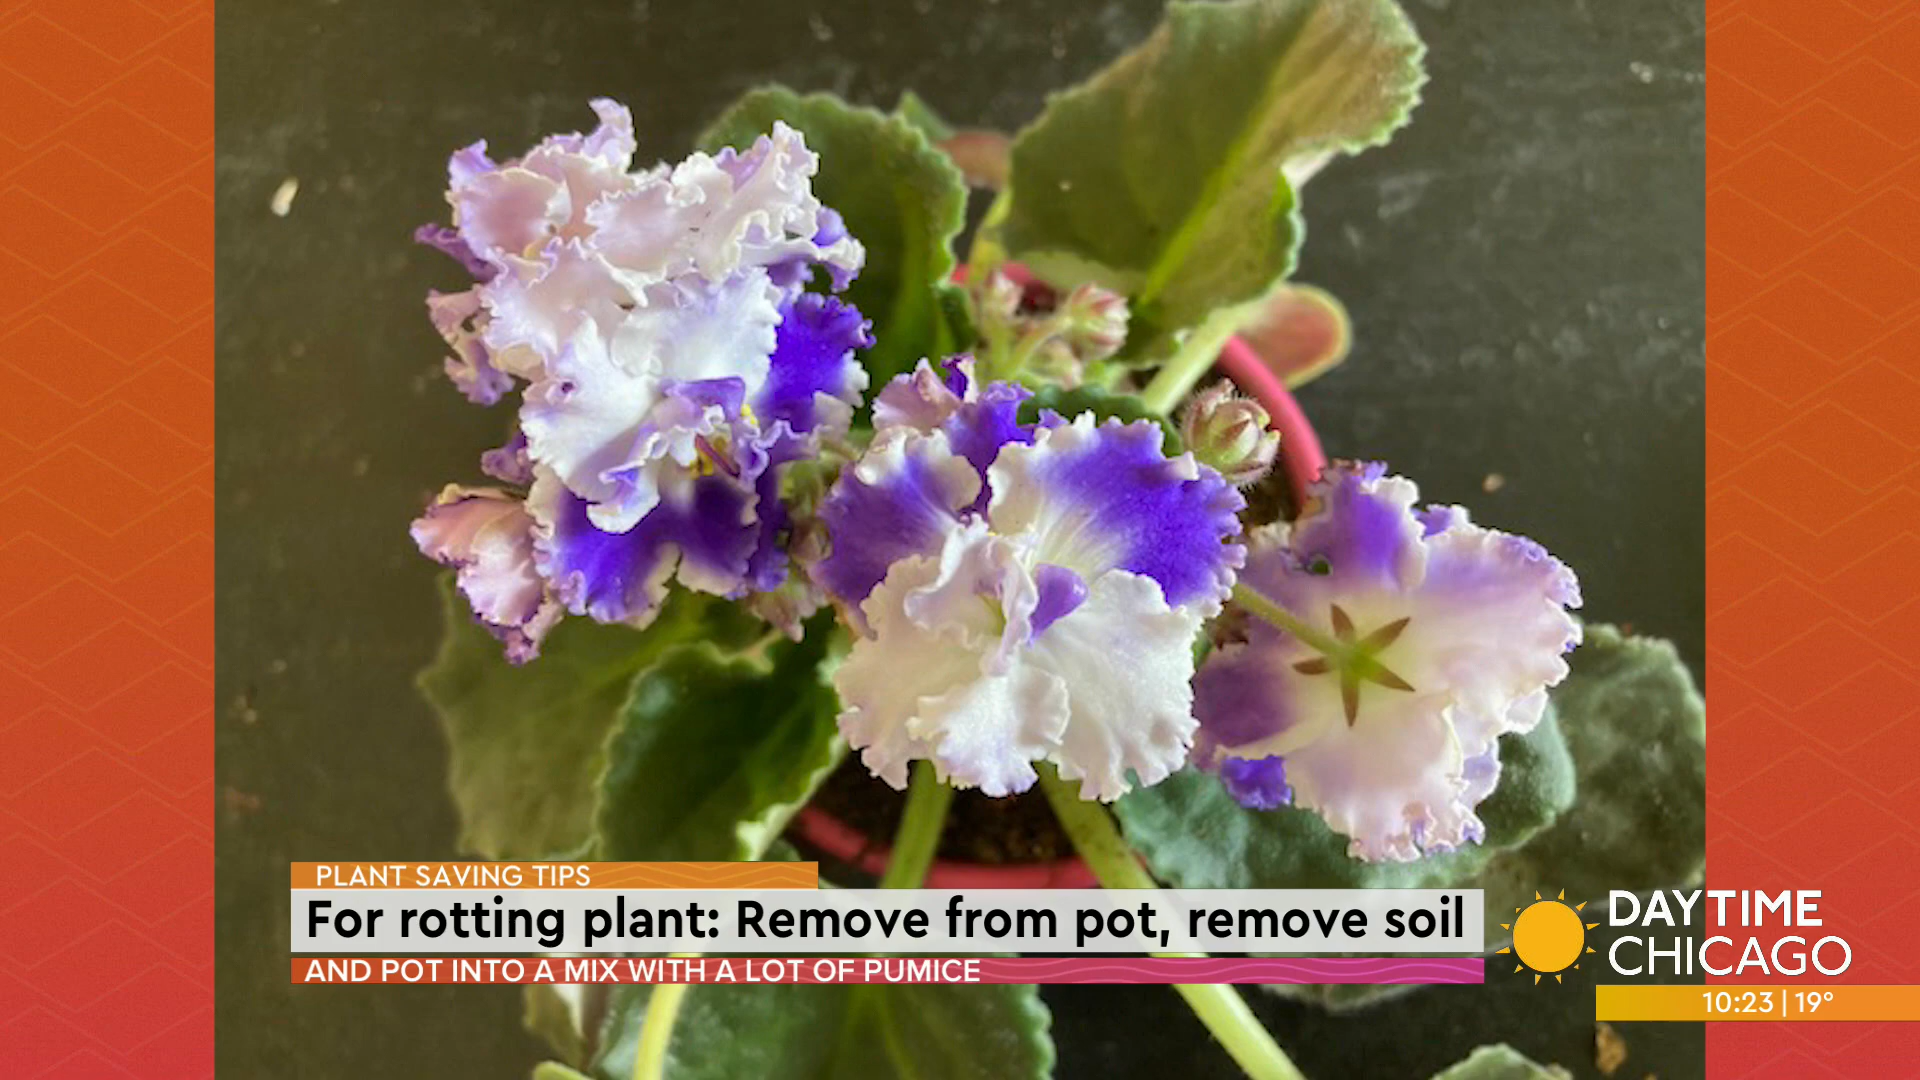 PLANT SAVING TIPS
For rotting plant: Remove from pot, remove soil
AND POT INTO A MIX WITH A LOT OF PUMICE
DAYTIME
CHICAGO
10:23 | 19°